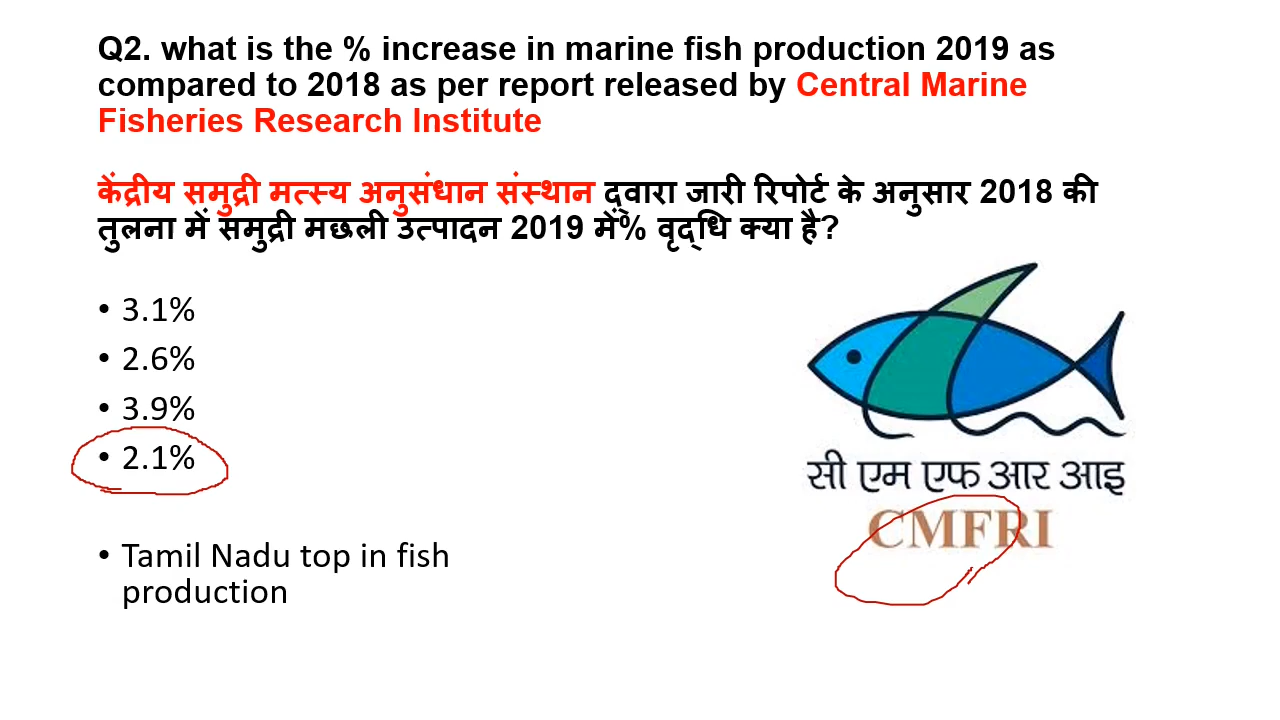 Q2. what is the % increase in marine fish production 2019 as
compared to 2018 as per report released by Central Marine
Fisheries Research Institute
केंद्रीय समुद्री मत्स्य अनुसंधान संस्थान द्वारा जारी रिपोर्ट के अनुसार 2018 की
तुलना में समुद्री मछली उत्पादन 2019 में% वृद्धि क्या है?
• 3.1%
• 2.6%
• 3.9%
• 2.1%
• Tamil Nadu top in fish
production
सी एम एफ आर आइ
CMFRI